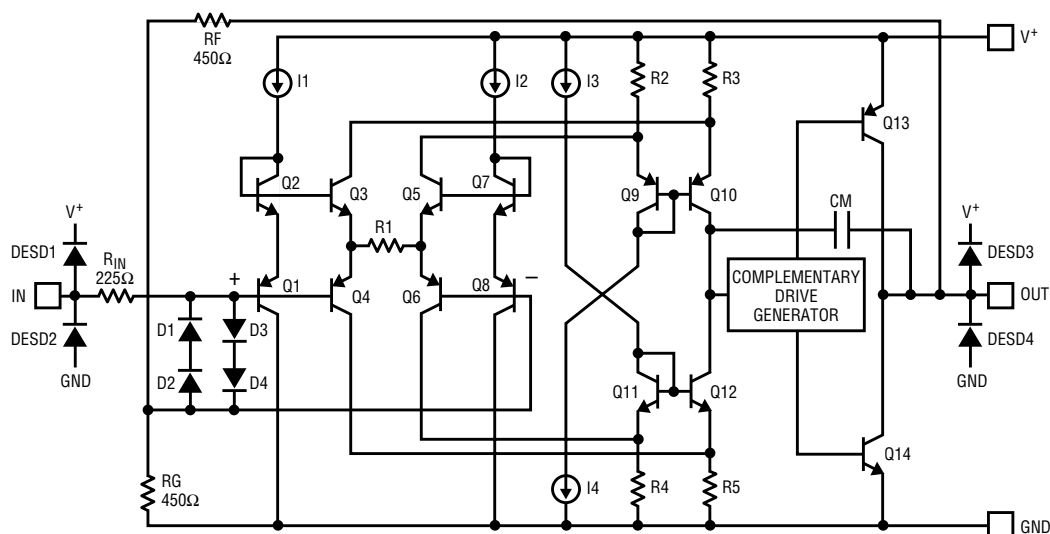 RF
450Ω
V+
I1
I2
I3
R2
R3
Q13
Q2
Q3
Q5
Q7
Q9
Q10
CM
V+
DESD1
RIN
225Ω
R1
V+
DESD3
IN
+
Q1
Q4
Q6
Q8
–
COMPLEMENTARY
DRIVE
GENERATOR
OUT
DESD2
D1
D3
DESD4
GND
D2
D4
Q11
Q12
GND
Q14
RG
450Ω
I4
R4
R5
GND